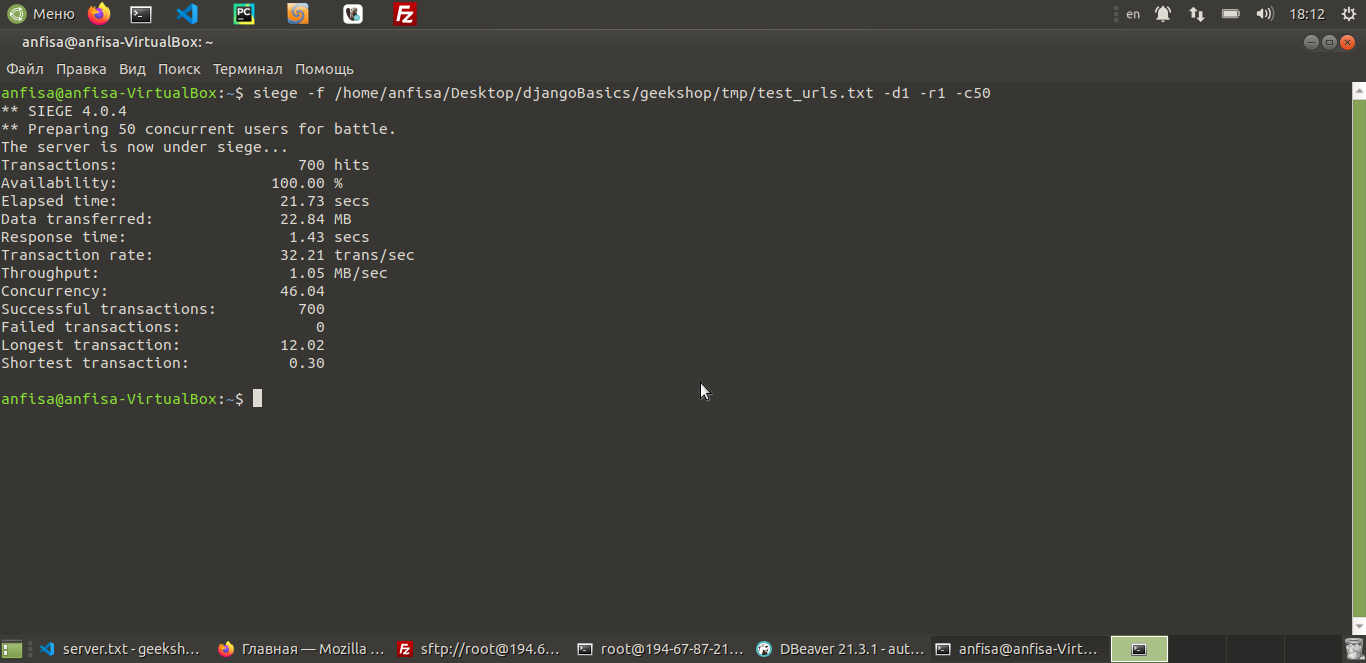 Меню
PC
en
18:12
anfisa@anfisa-VirtualBox: ~
Файл Правка Вид Поиск Терминал Помощь
anfisa@anfisa-VirtualBox:~$ siege -f /home/anfisa/Desktop/djangoBasics/geekshop/tmp/test_urls.txt -d1 -r1 -c50
** SIEGE 4.0.4
** Preparing 50 concurrent users for battle.
The server is now under siege...
Transactions: 700 hits
Availability: 100.00 %
Elapsed time: 21.73 secs
Data transferred: 22.84 MB
Response time: 1.43 secs
Transaction rate: 32.21 trans/sec
Throughput: 1.05 MB/sec
Concurrency: 46.04
Successful transactions: 700
Failed transactions: 0
Longest transaction: 12.02
Shortest transaction: 0.30
anfisa@anfisa-VirtualBox:~$
server.txt - geeksh...
Главная — Mozilla ...
sftp://root@194.6...
root@194-67-87-21...
DBeaver 21.3.1 - aut...
anfisa@anfisa-Virt...